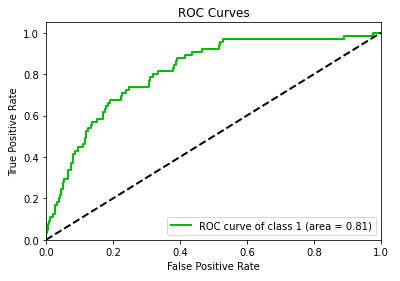 ROC Curves
1.0
0.8
0.6
0.4
0.2
0.0
True Positive Rate
ROC curve of class 1 (area = 0.81)
0.0 0.2 0.4 0.6 0.8 1.0
False Positive Rate